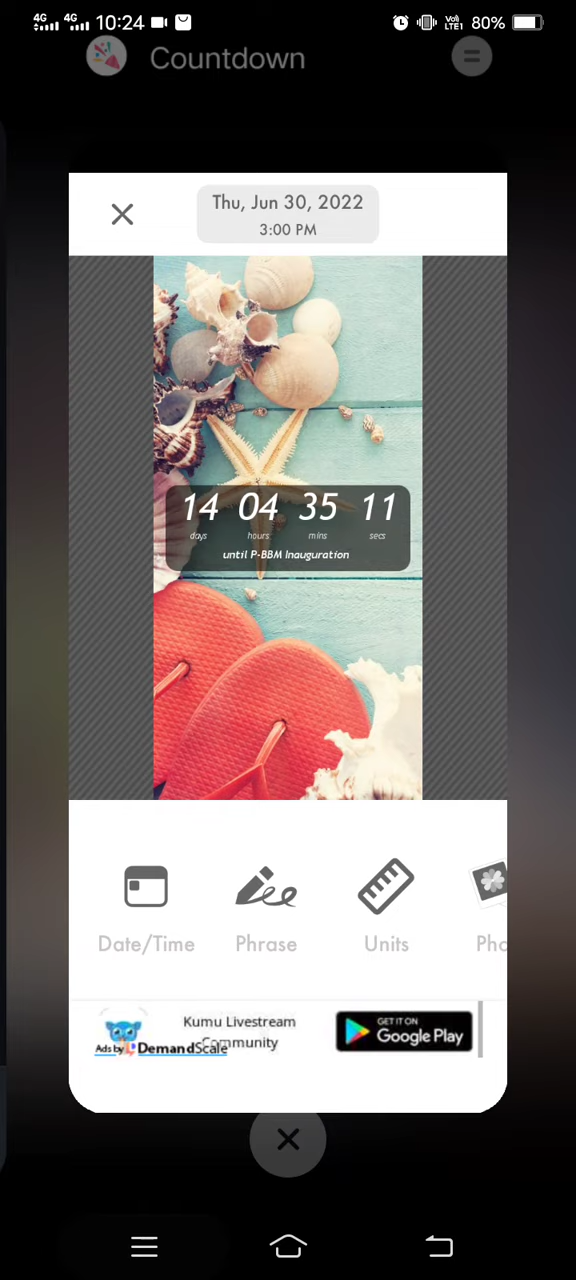 4G 4G 10:24 VoLTE1 80%
Countdown
Thu, Jun 30, 2022
3:00 PM
14 04 35 11
days hours mins secs
until P-BBM Inauguration
Date/Time Phrase Units Pho
Kumu Livestream
Community
Ads by DemandScale
GET IT ON
Google Play